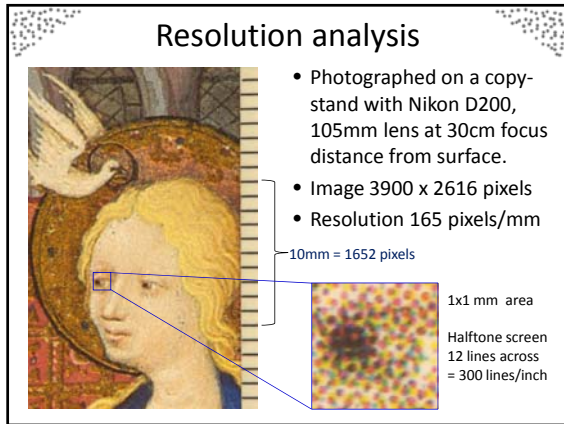 Resolution analysis
• Photographed on a copy-
stand with Nikon D200,
105mm lens at 30cm focus
distance from surface.
• Image 3900 x 2616 pixels
• Resolution 165 pixels/mm
10mm = 1652 pixels
1x1 mm area
Halftone screen
12 lines across
= 300 lines/inch